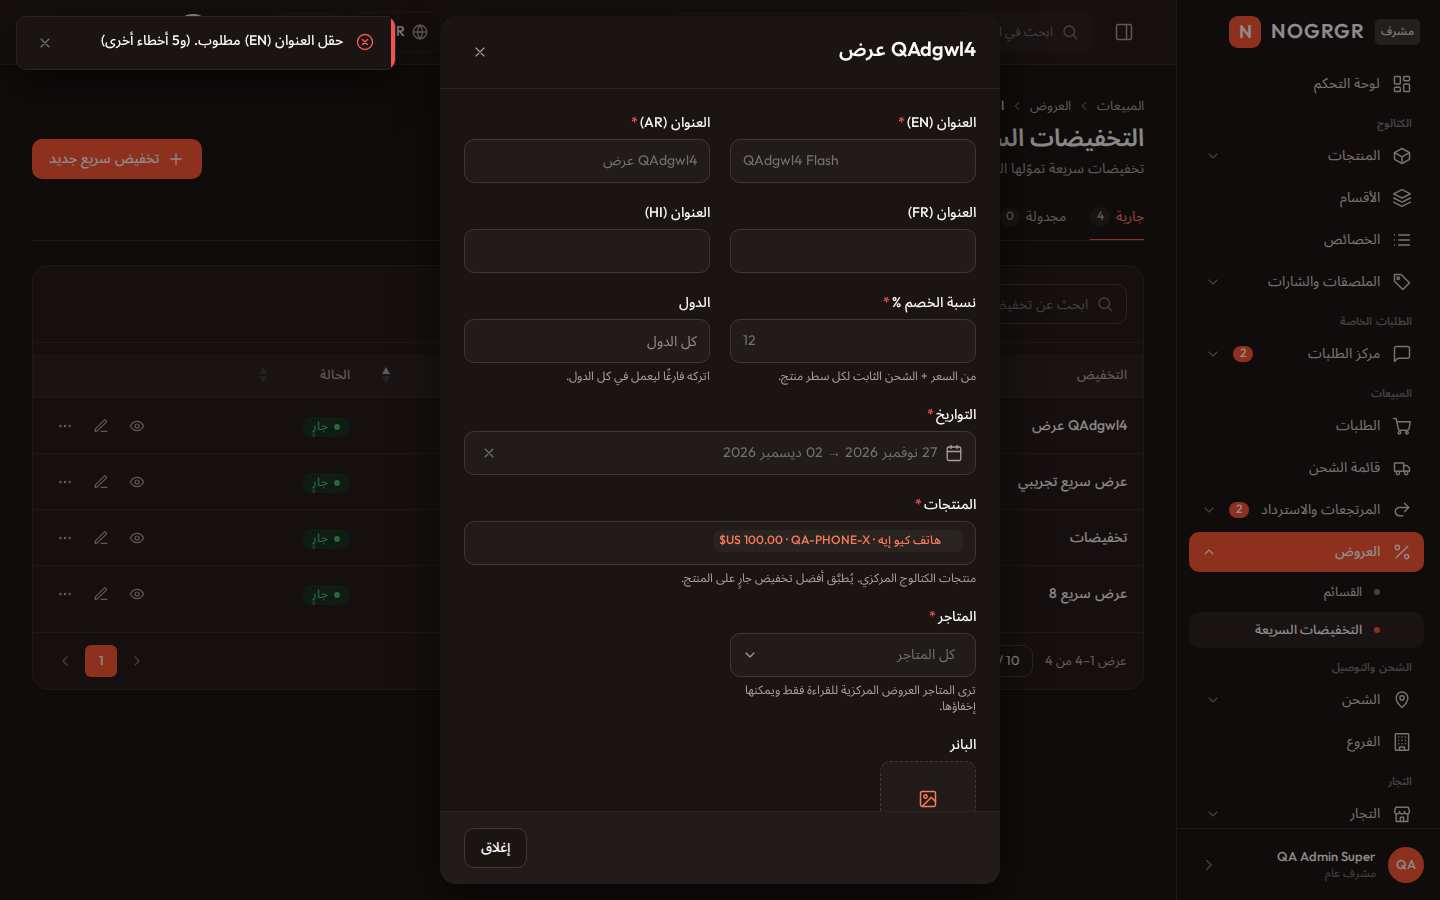 مشرف
NOGRGR
N
لوحة التحكم
الكتالوج
المنتجات
الأقسام
الخصائص
الملصقات والشارات
الطلبات الخاصة
مركز الطلبات
2
المبيعات
الطلبات
قائمة الشحن
المرتجعات والاسترداد
2
العروض
القسائم
التخفيضات السريعة
الشحن والتوصيل
الشحن
الفروع
التجار
التجار
QA
QA Admin Super
مشرف عام
المبيعات
العروض
تخفيض سريع جديد
جارية 4
مجدولة 0
التخفيض
الحالة
QAdgwl4 عرض
جارٍ
عرض سريع تجريبي
جارٍ
تخفيضات
جارٍ
عرض سريع 8
جارٍ
عرض 1–4 من 4
10 /
1
حقل العنوان (EN) مطلوب. (و5 أخطاء أخرى)
QAdgwl4 عرض
العنوان (EN) *
QAdgwl4 Flash
العنوان (AR) *
QAdgwl4 عرض
العنوان (FR)
العنوان (HI)
نسبة الخصم % *
12
من السعر + الشحن الثابت لكل سطر منتج.
الدول
كل الدول
اتركه فارغًا ليعمل في كل الدول.
التواريخ *
27 نوفمبر 2026 → 02 ديسمبر 2026
المنتجات *
هاتف كيو إيه · QA-PHONE-X · US 100.00$
منتجات الكتالوج المركزي. يُطبَّق أفضل تخفيض جارٍ على المنتج.
المتاجر *
كل المتاجر
ترى المتاجر العروض المركزية للقراءة فقط ويمكنها
إخفاؤها.
البانر
إغلاق